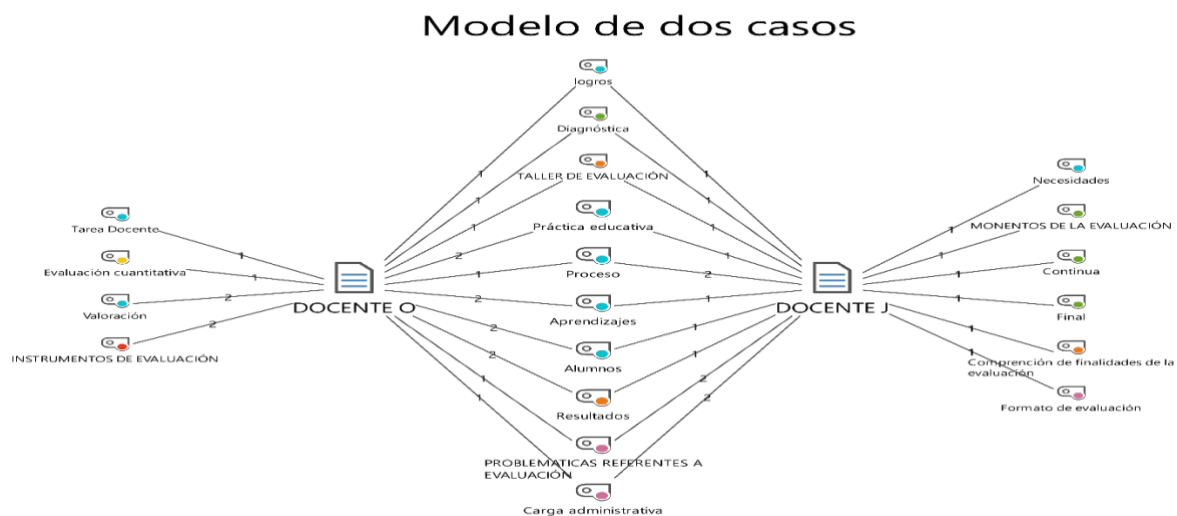 Modelo de dos casos
logros
Diagnóstica
TALLER DE EVALUACIÓN
Práctica educativa
Proceso
Aprendizajes
Alumnos
Resultados
PROBLEMATICAS REFERENTES A
EVALUACIÓN
Carga administrativa
Tarea Docente
Evaluación cuantitativa
Valoración
INSTRUMENTOS DE EVALUACIÓN
DOCENTE O
DOCENTE J
Necesidades
MONENTOS DE LA EVALUACIÓN
Continua
Final
Comprención de finalidades de la
evaluación
Formato de evaluación
1
1
2
2
1
1
1
2
1
2
2
2
1
1
1
1
1
1
2
1
1
1
2
2
1
1
1
1
1
1